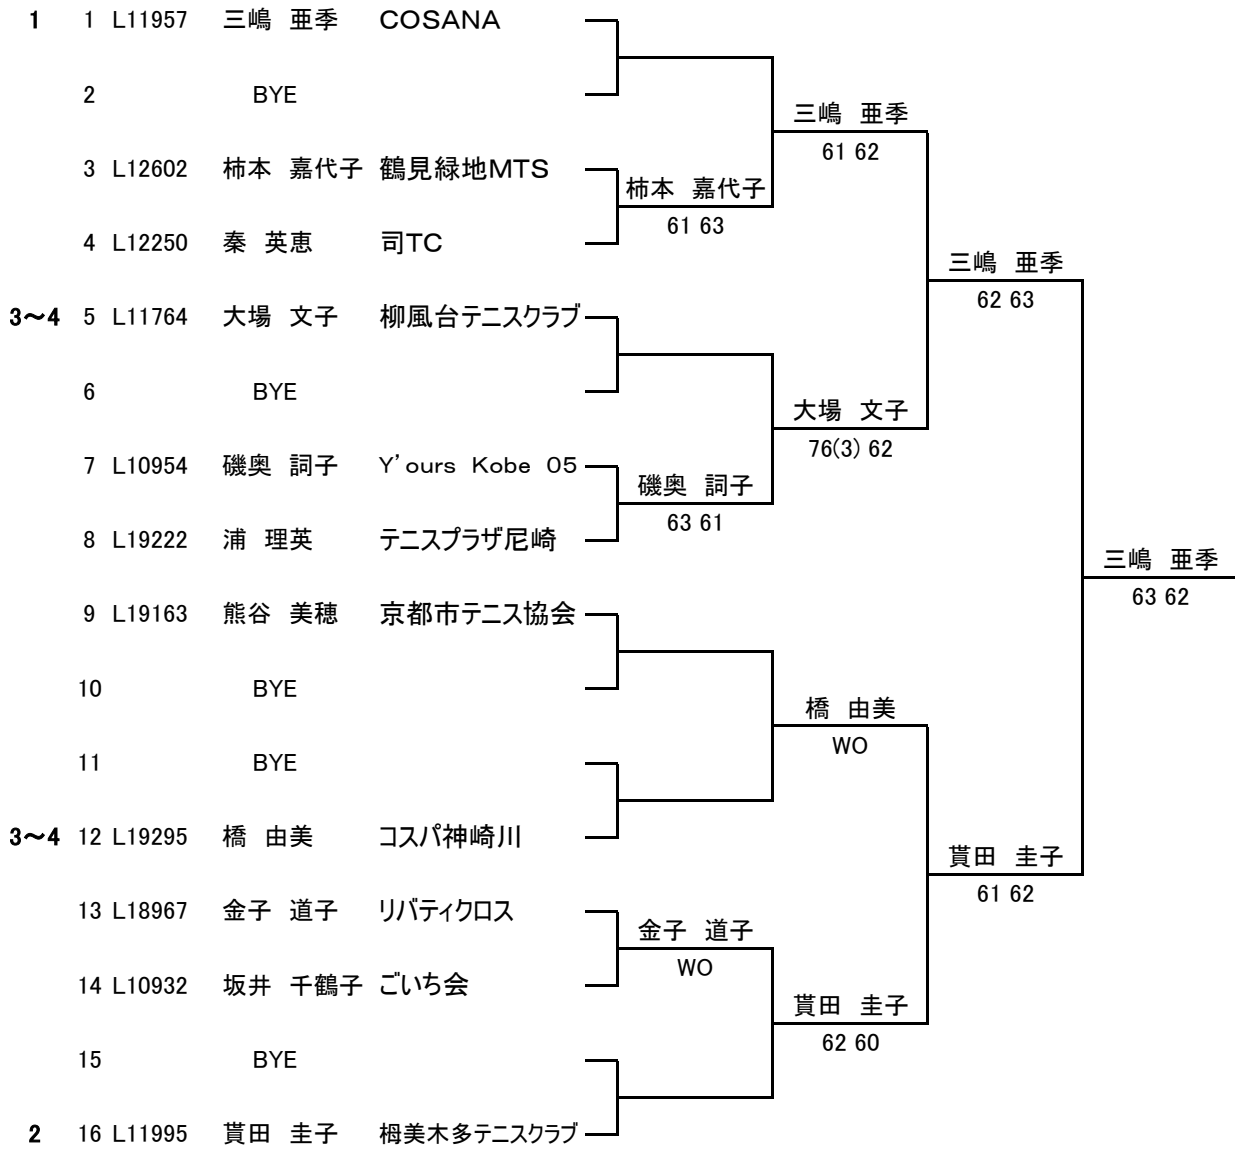 1 1 L11957 三嶋 亜季 COSANA
2 BYE
三嶋 亜季
61 62
3 L12602 柿本 嘉代子 鶴見緑地MTS
柿本 嘉代子
61 63
4 L12250 秦 英恵 司TC
三嶋 亜季
62 63
3～4 5 L11764 大場 文子 柳風台テニスクラブ
6 BYE
大場 文子
76(3) 62
7 L10954 磯奥 詞子 Y'ours Kobe 05
磯奥 詞子
63 61
8 L19222 浦 理英 テニスプラザ尼崎
三嶋 亜季
63 62
9 L19163 熊谷 美穂 京都市テニス協会
10 BYE
橋 由美
WO
11 BYE
3～4 12 L19295 橋 由美 コスパ神崎川
貰田 圭子
61 62
13 L18967 金子 道子 リバティクロス
金子 道子
WO
14 L10932 坂井 千鶴子 ごいち会
貰田 圭子
62 60
15 BYE
2 16 L11995 貰田 圭子 栂美木多テニスクラブ